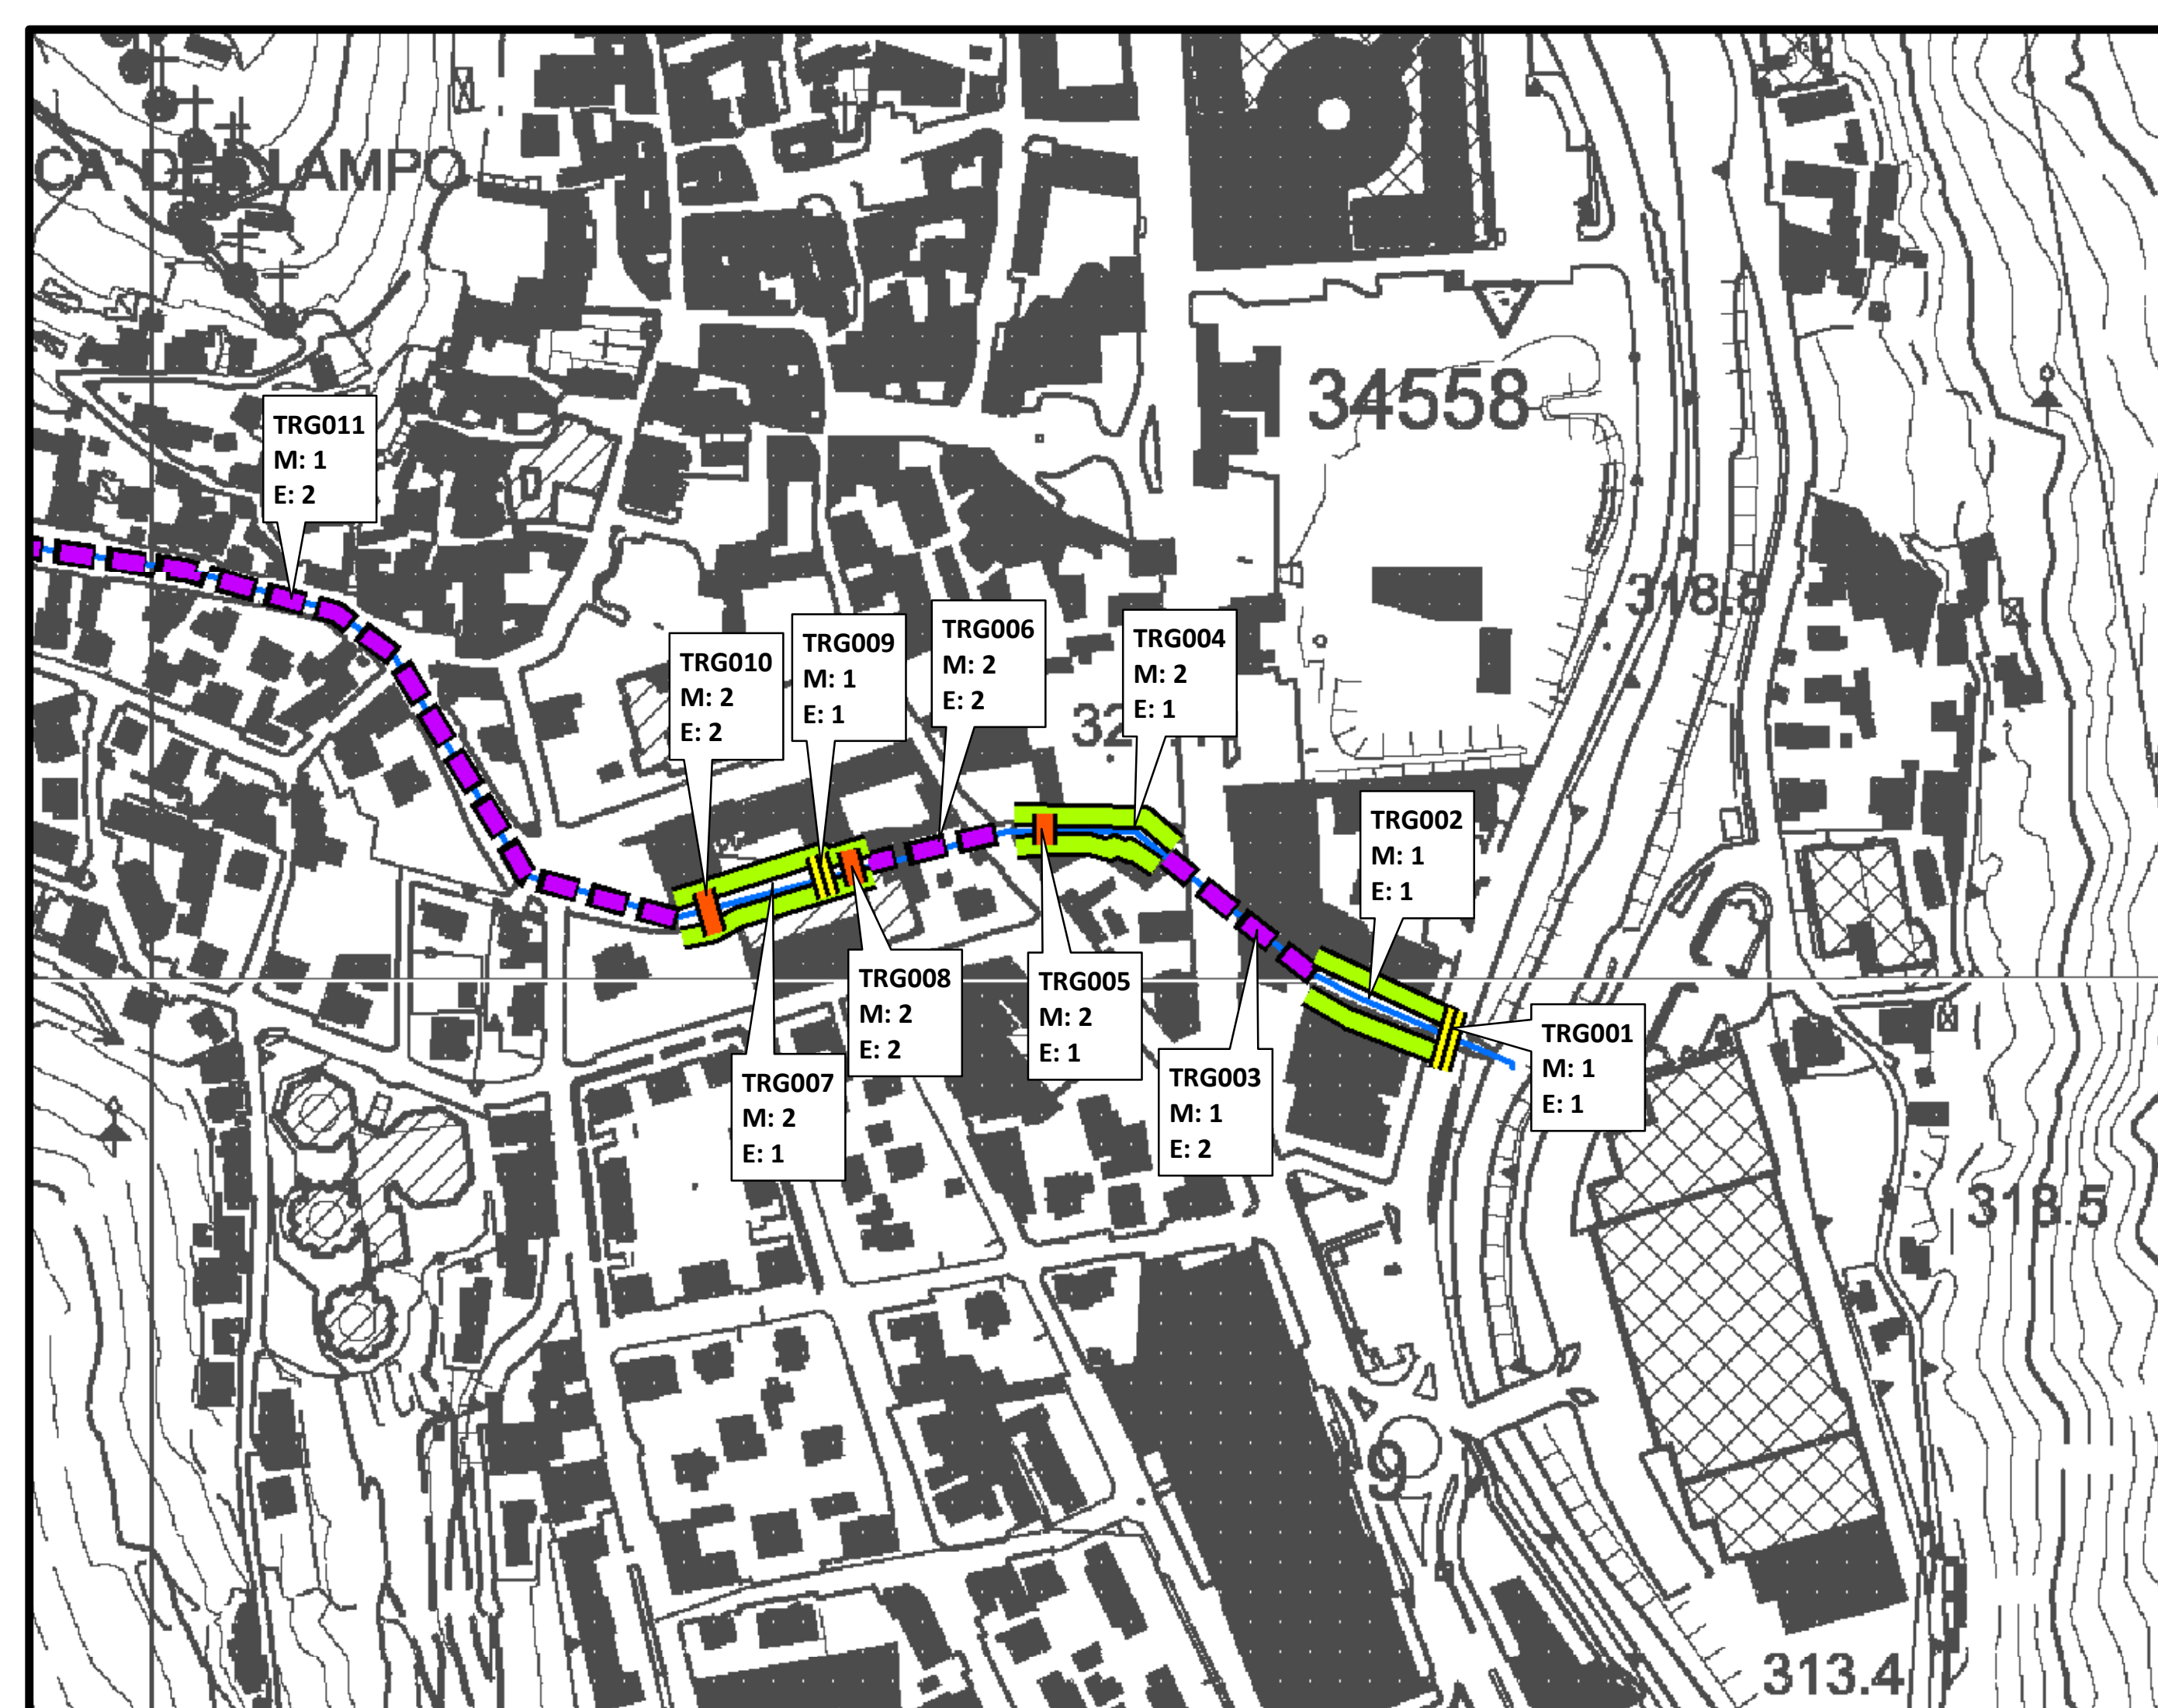 CA' DEL LAMPO
34558
TRG011
M: 1
E: 2
318.8
TRG010
M: 2
E: 2
TRG009
M: 1
E: 1
TRG006
M: 2
E: 2
TRG004
M: 2
E: 1
32
TRG002
M: 1
E: 1
TRG008
M: 2
E: 2
TRG005
M: 2
E: 1
TRG007
M: 2
E: 1
TRG003
M: 1
E: 2
TRG001
M: 1
E: 1
318.5
9
313.4